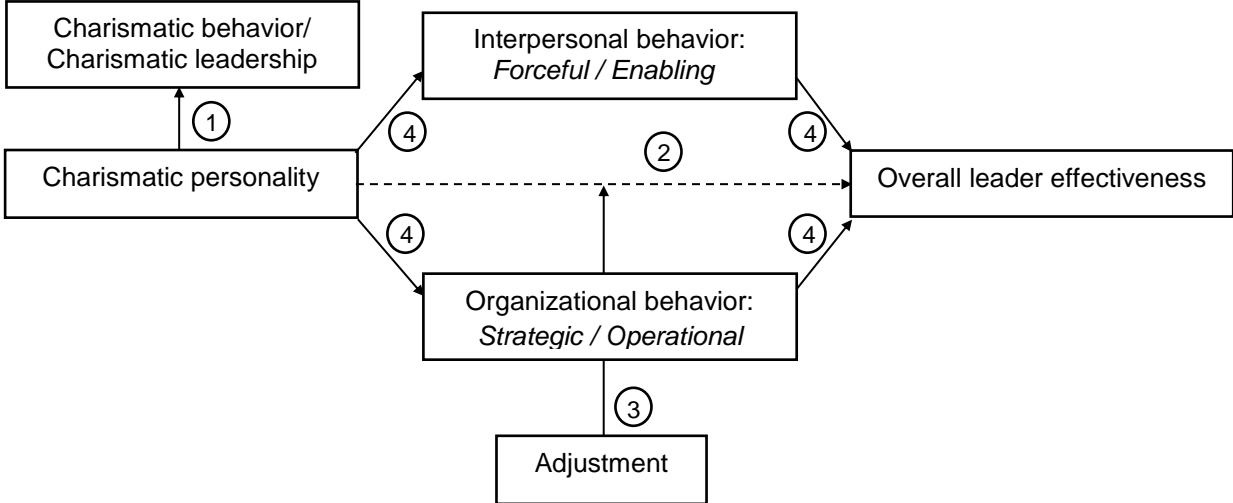 Charismatic behavior/
Charismatic leadership
Interpersonal behavior:
Forceful / Enabling
1
4
4
2
Charismatic personality
Overall leader effectiveness
4
4
Organizational behavior:
Strategic / Operational
3
Adjustment